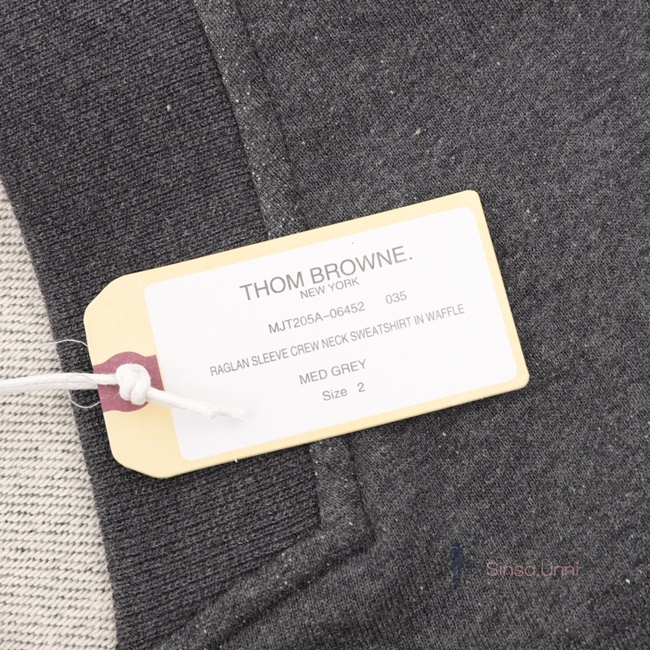 THOM BROWNE.
NEW YORK
MJT205A-06452 035
RAGLAN SLEEVE CREW NECK SWEATSHIRT IN WAFFLE
MED GREY
Size 2
Sinso.Unni